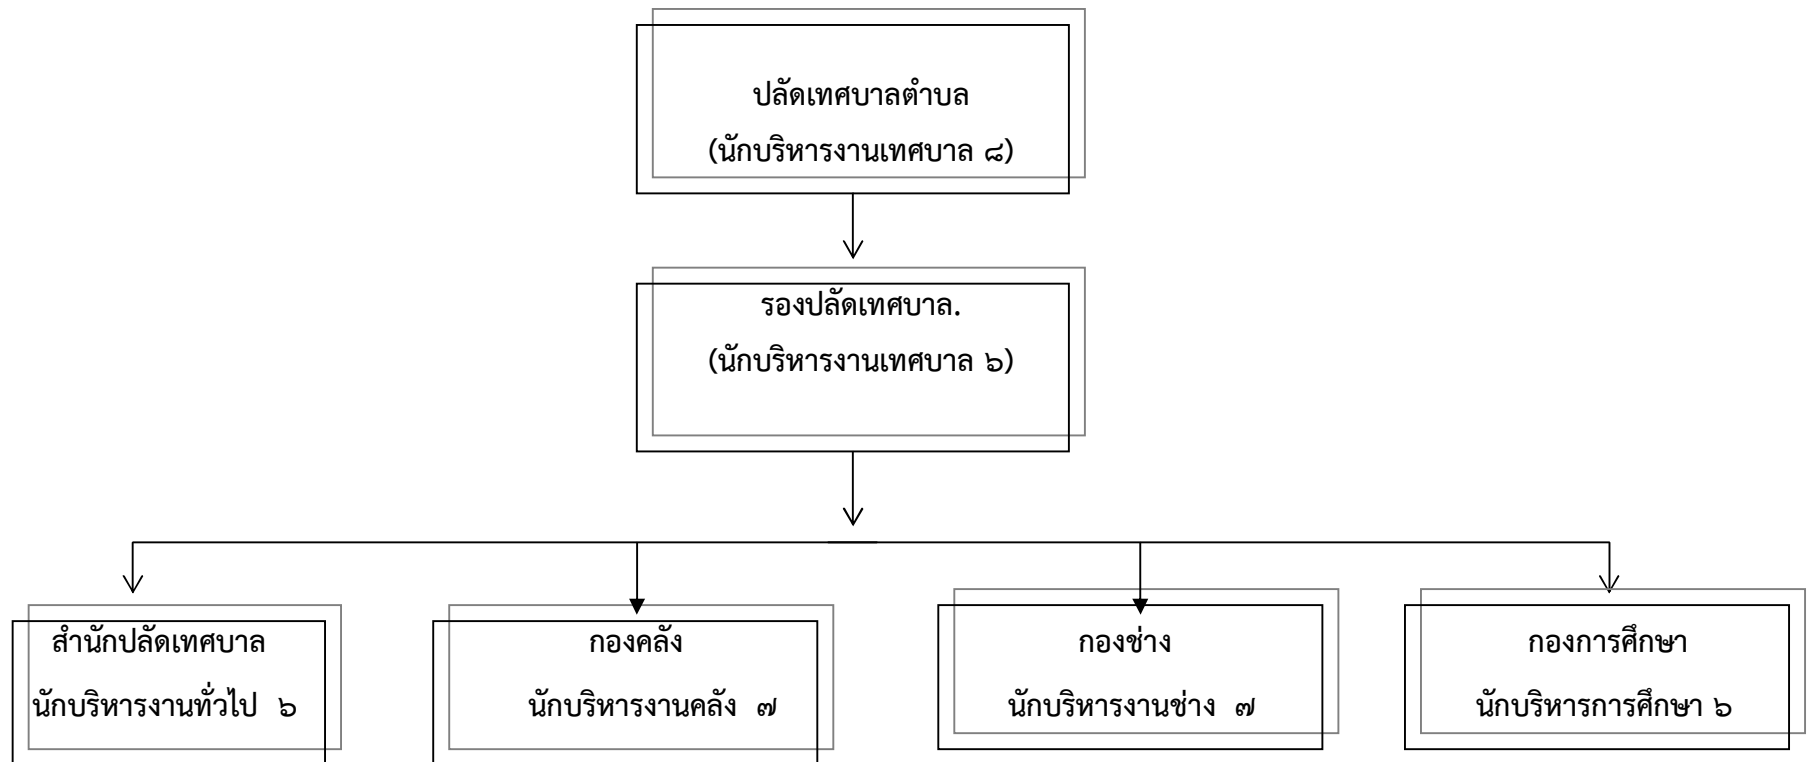 ปลัดเทศบาลตำบล
(นักบริหารงานเทศบาล ๘)
รองปลัดเทศบาล.
(นักบริหารงานเทศบาล ๖)
สำนักปลัดเทศบาล
นักบริหารงานทั่วไป ๖
กองคลัง
นักบริหารงานคลัง ๗
กองช่าง
นักบริหารงานช่าง ๗
กองการศึกษา
นักบริหารการศึกษา ๖